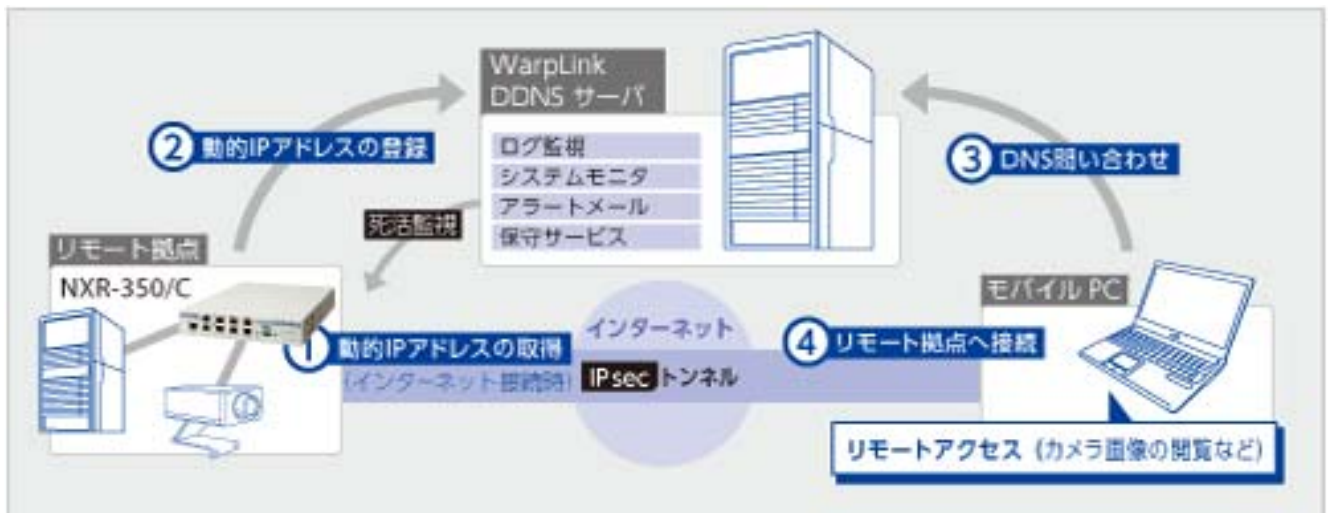 WarpLink
DDNS サーバ
② 動的IPアドレスの登録
ログ監視
システムモニタ
アラートメール
保守サービス
③ DNS問い合わせ
死活監視
リモート拠点
NXR-350/C
モバイル PC
インターネット
① 動的IPアドレスの取得
(インターネット接続時)
IPsec トンネル
④ リモート拠点へ接続
リモートアクセス (カメラ画像の閲覧など)